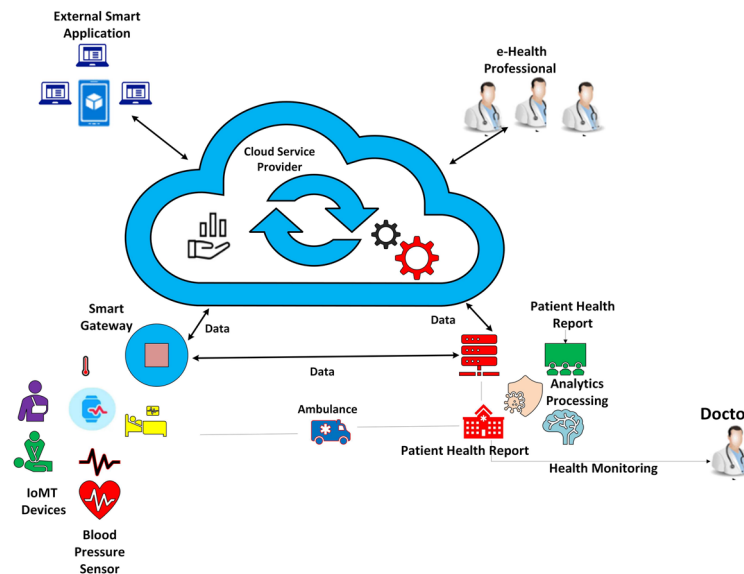 External Smart
Application
e-Health
Professional
Cloud Service
Provider
Smart
Gateway
Data
Data
Patient Health
Report
Data
Analytics
Processing
Ambulance
Patient Health Report
Docto
Health Monitoring
IoMT
Devices
Blood
Pressure
Sensor